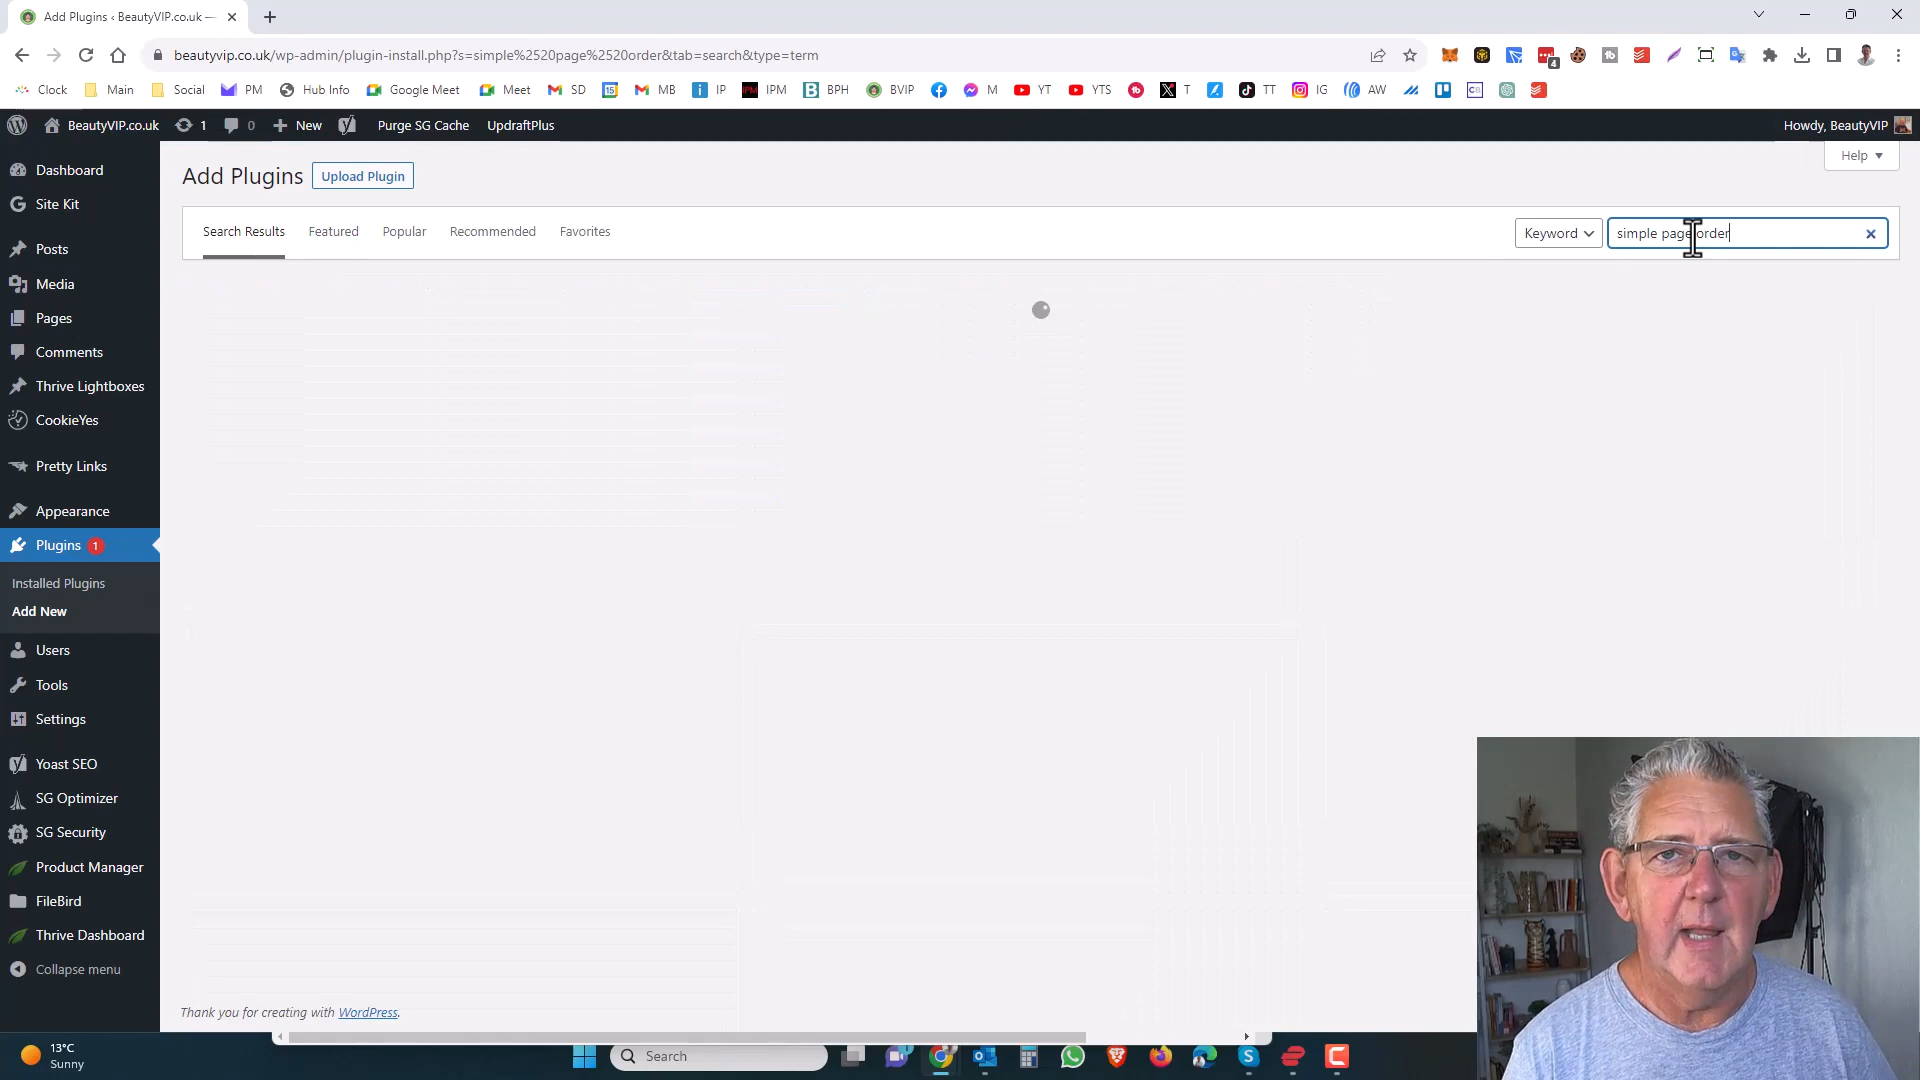 Add Plugins ‹ BeautyVIP.co.uk —
beautyvip.co.uk/wp-admin/plugin-install.php?s=simple%2520page%2520order&tab=search&type=term
4
Clock Main Social PM Hub Info Google Meet Meet SD MB IP IPM BPH BVIP M YT YTS T TT IG AW
BeautyVIP.co.uk 1 0 New Purge SG Cache UpdraftPlus Howdy, BeautyVIP
Help
Add Plugins Upload Plugin
Search Results Featured Popular Recommended Favorites Keyword simple page order
Dashboard
Site Kit
Posts
Media
Pages
Comments
Thrive Lightboxes
CookieYes
Pretty Links
Appearance
Plugins 1
Installed Plugins
Add New
Users
Tools
Settings
Yoast SEO
SG Optimizer
SG Security
Product Manager
FileBird
Thrive Dashboard
Collapse menu
Thank you for creating with WordPress.
13°C
Sunny
Search